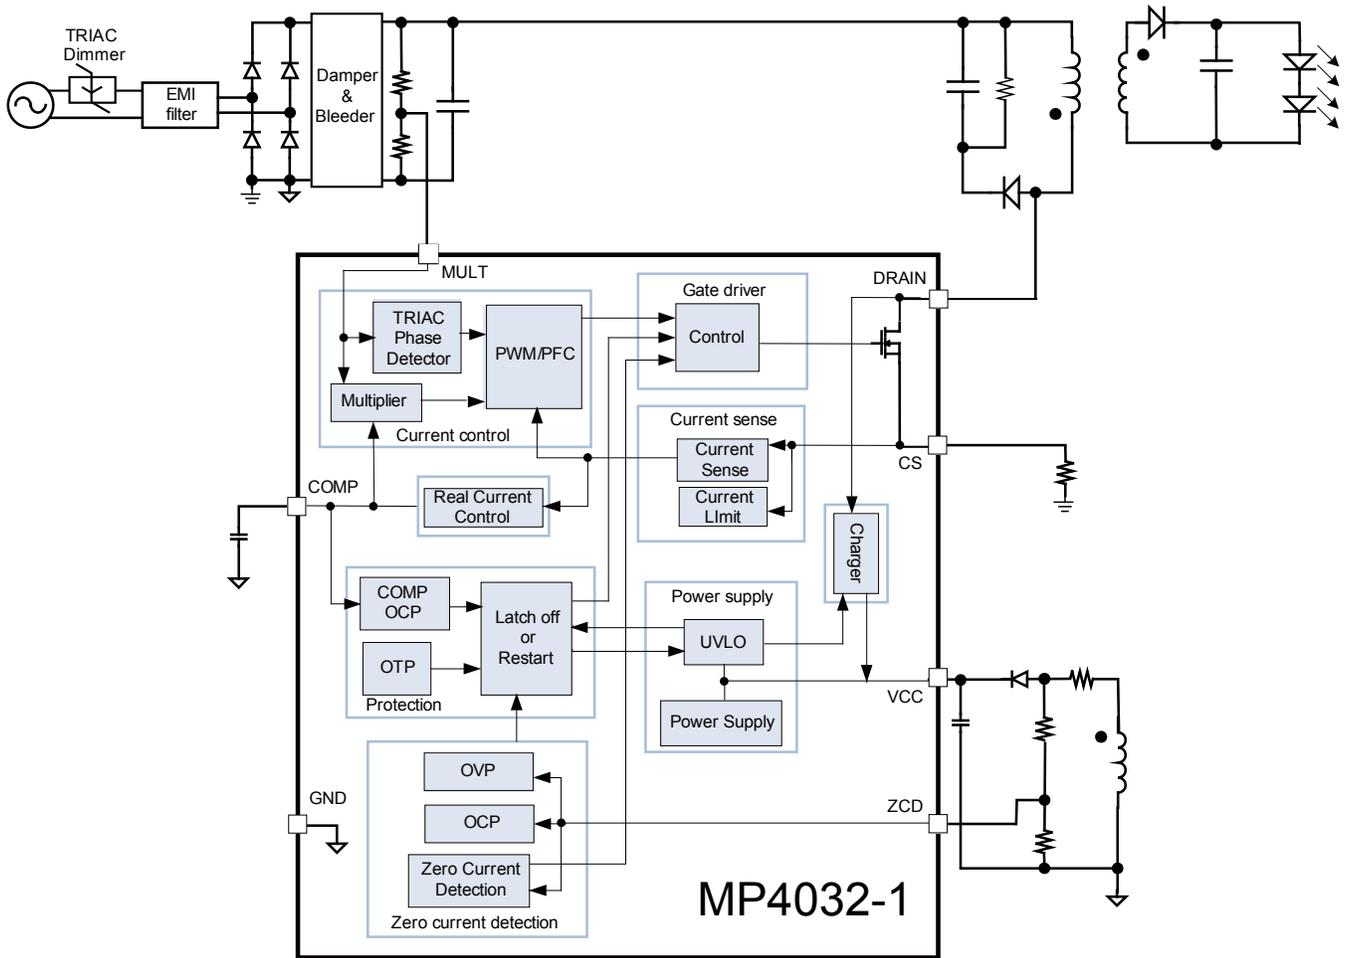 TRIAC
Dimmer
EMI
filter
Damper
&
Bleeder
MULT
DRAIN
Gate driver
Control
TRIAC
Phase
Detector
PWM/PFC
Multiplier
Current control
Current sense
Current
Sense
Current
LImit
CS
COMP
Real Current
Control
Charger
COMP
OCP
OTP
Latch off
or
Restart
Protection
Power supply
UVLO
Power Supply
VCC
GND
OVP
OCP
Zero Current
Detection
Zero current detection
ZCD
MP4032-1